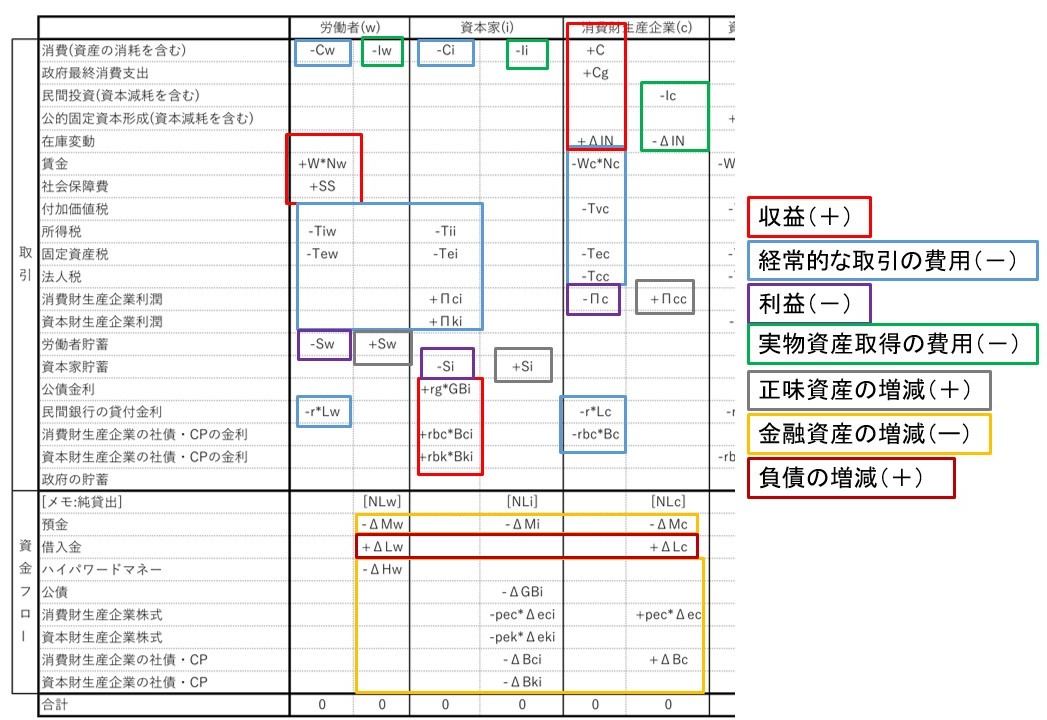 労働者(w) 資本家(i) 消費財生産企業(c)
消費(資産の消耗を含む) -Cw -Iw -Ci -Ii +C
政府最終消費支出 +Cg
民間投資(資本減耗を含む) -Ic
公的固定資本形成(資本減耗を含む) +
在庫変動 +ΔIN -ΔIN
賃金 +W*Nw -Wc*Nc -W
社会保障費 +SS
付加価値税 -Tvc -
所得税 -Tiw -Tii
固定資産税 -Tew -Tei -Tec -
法人税 -Tcc -
消費財生産企業利潤 +Πci -Πc +Πcc
資本財生産企業利潤 +Πki -
労働者貯蓄 -Sw +Sw
資本家貯蓄 -Si +Si
公債金利 +rg*GBi
民間銀行の貸付金利 -r*Lw -r*Lc -r
消費財生産企業の社債・CPの金利 +rbc*Bci -rbc*Bc
資本財生産企業の社債・CPの金利 +rbk*Bki -rb
政府の貯蓄
取引
[メモ:純貸出] [NLw] [NLi] [NLc]
預金 -ΔMw -ΔMi -ΔMc
借入金 +ΔLw +ΔLc
ハイパワードマネー -ΔHw
公債 -ΔGBi
消費財生産企業株式 -pec*Δeci +pec*Δec
資本財生産企業株式 -pek*Δeki
消費財生産企業の社債・CP -ΔBci +ΔBc
資本財生産企業の社債・CP -ΔBki
資金フロー
合計 0 0 0 0 0 0
収益(+)
経常的な取引の費用(-)
利益(-)
実物資産取得の費用(-)
正味資産の増減(+)
金融資産の増減(-)
負債の増減(+)